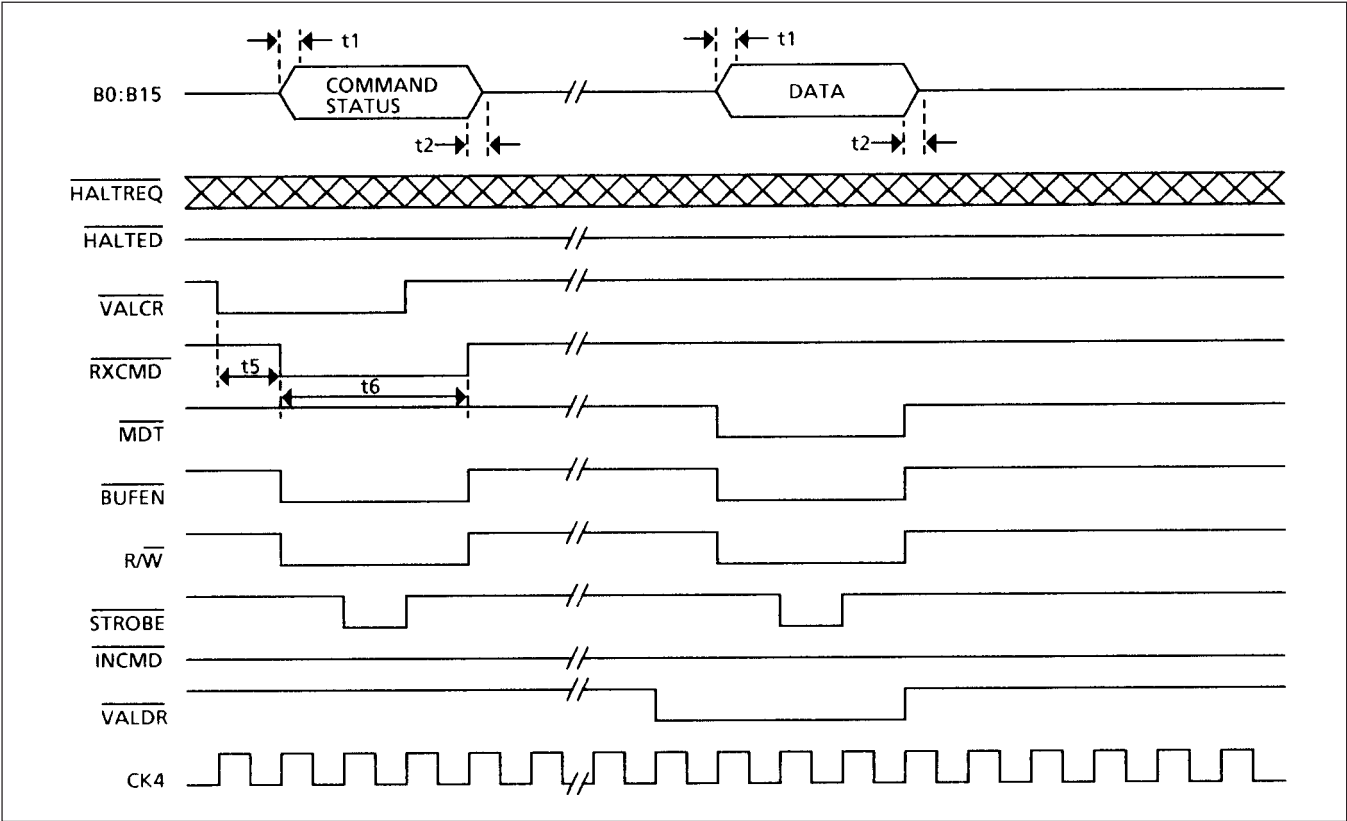 t1
t1
B0:B15
COMMAND
STATUS
DATA
t2
t2
HALTREQ
HALTED
VALCR
RXCMD
t5
t6
MDT
BUFEN
R/W
STROBE
INCMD
VALDR
CK4